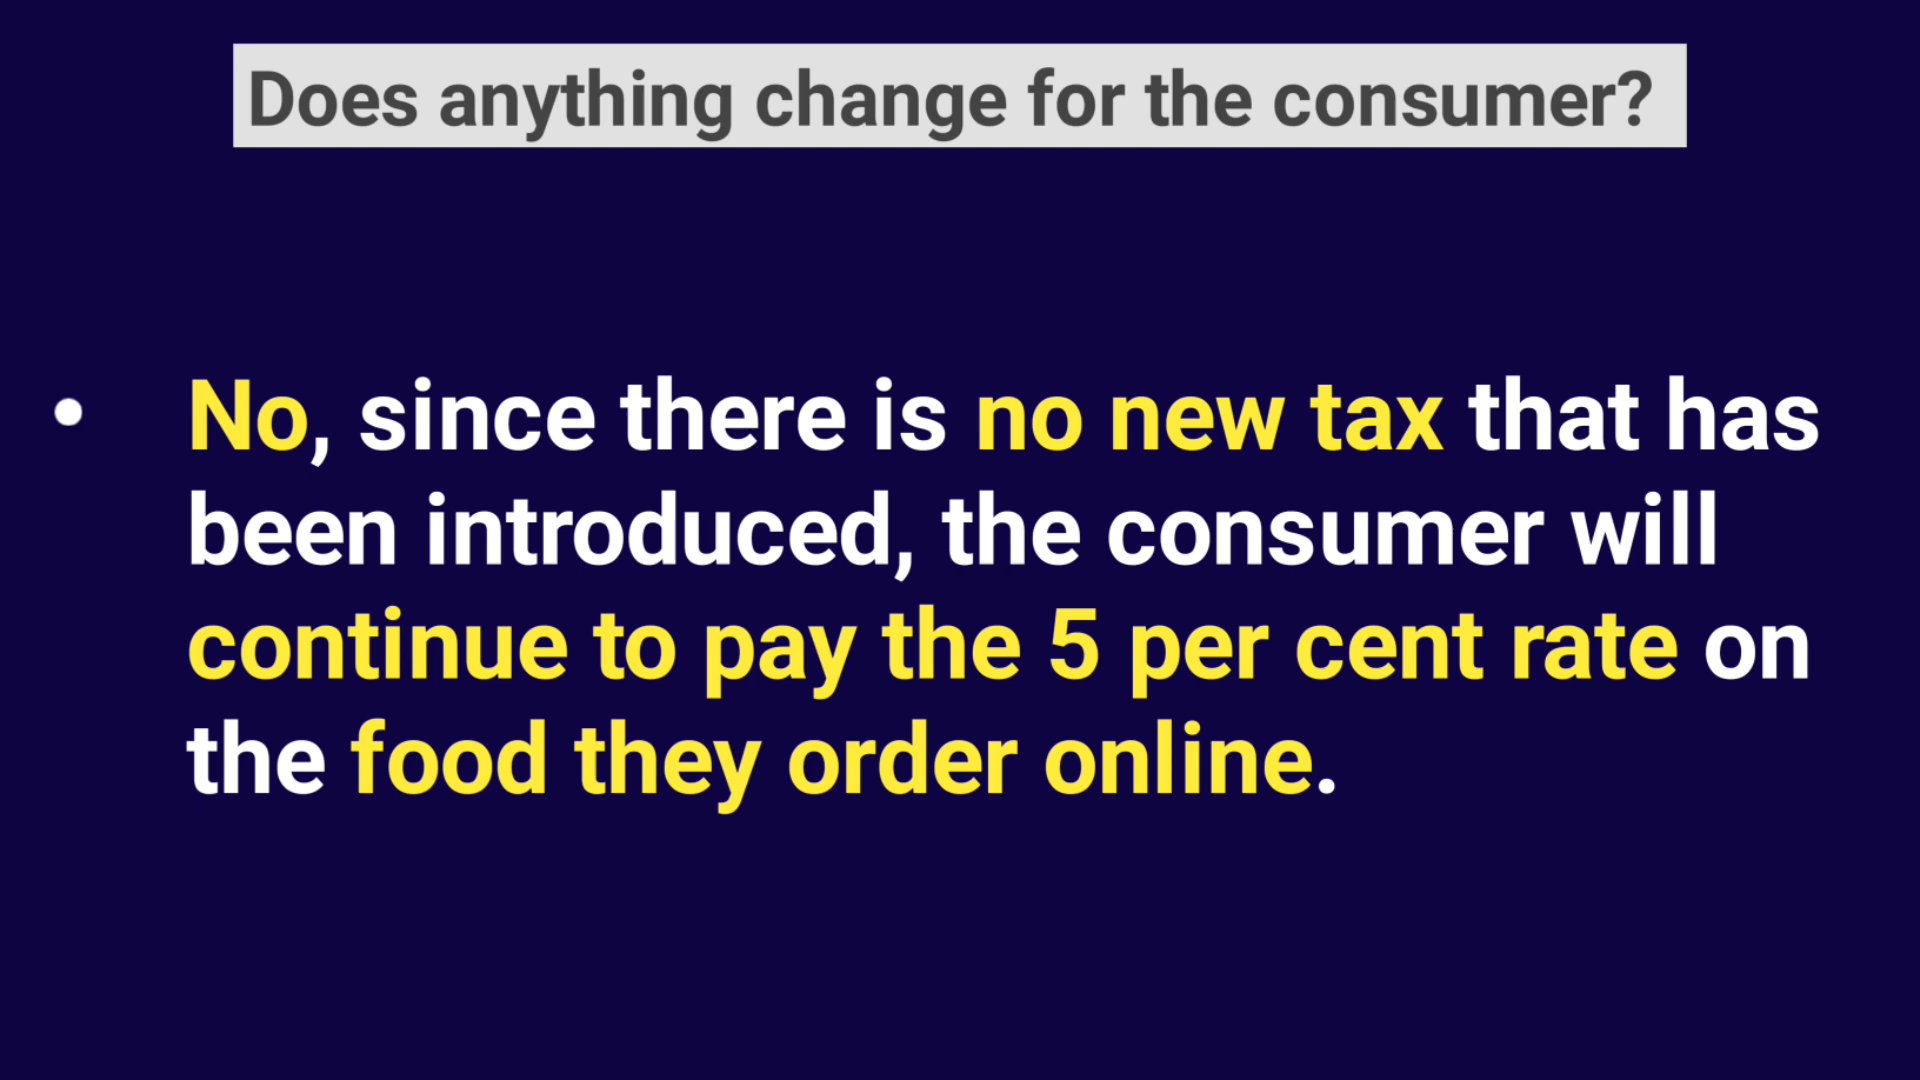 Does anything change for the consumer?
• No, since there is no new tax that has
been introduced, the consumer will
continue to pay the 5 per cent rate on
the food they order online.